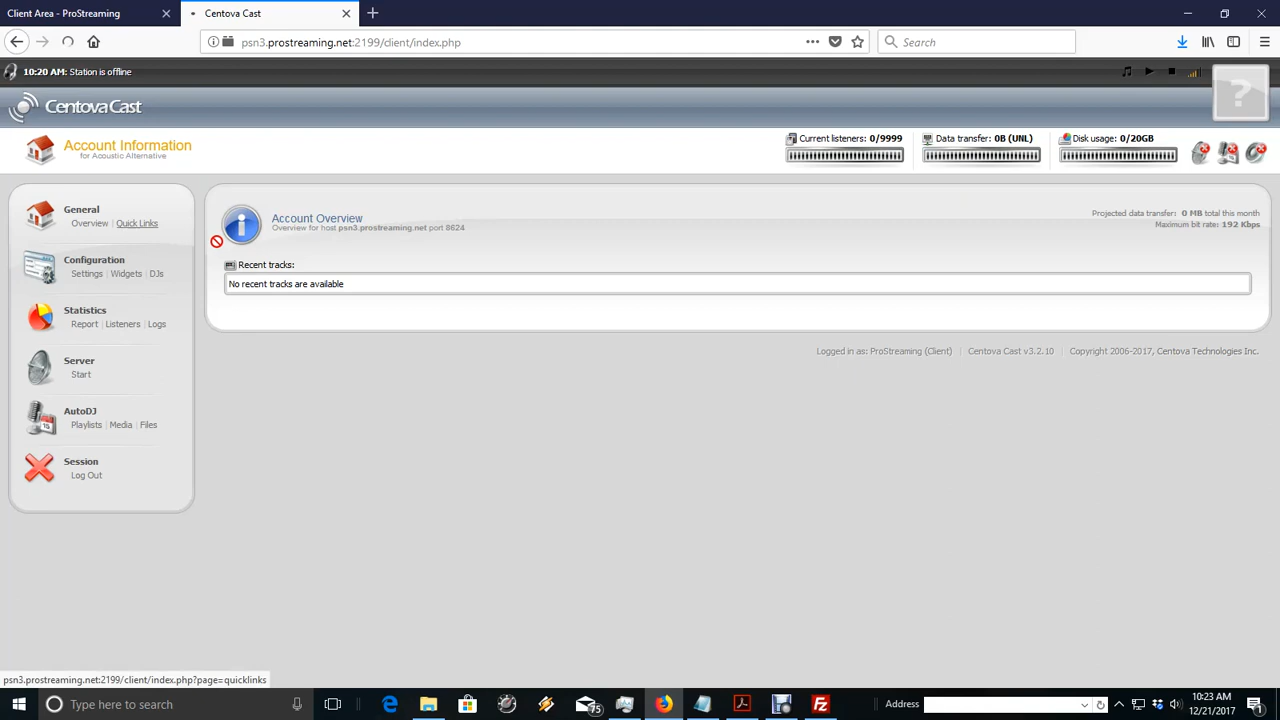 Client Area - ProStreaming
Centova Cast
psn3.prostreaming.net:2199/client/index.php
Search
10:20 AM: Station is offline
CentovaCast
Account Information
for Acoustic Alternative
Current listeners: 0/9999
Data transfer: 0B (UNL)
Disk usage: 0/20GB
General
Overview | Quick Links
Configuration
Settings | Widgets | DJs
Statistics
Report | Listeners | Logs
Server
Start
AutoDJ
Playlists | Media | Files
Session
Log Out
Account Overview
Overview for host psn3.prostreaming.net port 8624
Projected data transfer: 0 MB total this month
Maximum bit rate: 192 Kbps
Recent tracks:
No recent tracks are available
Logged in as: ProStreaming (Client) | Centova Cast v3.2.10 | Copyright 2006-2017, Centova Technologies Inc.
psn3.prostreaming.net:2199/client/index.php?page=quicklinks
Type here to search
75
Address
10:23 AM
12/21/2017
1